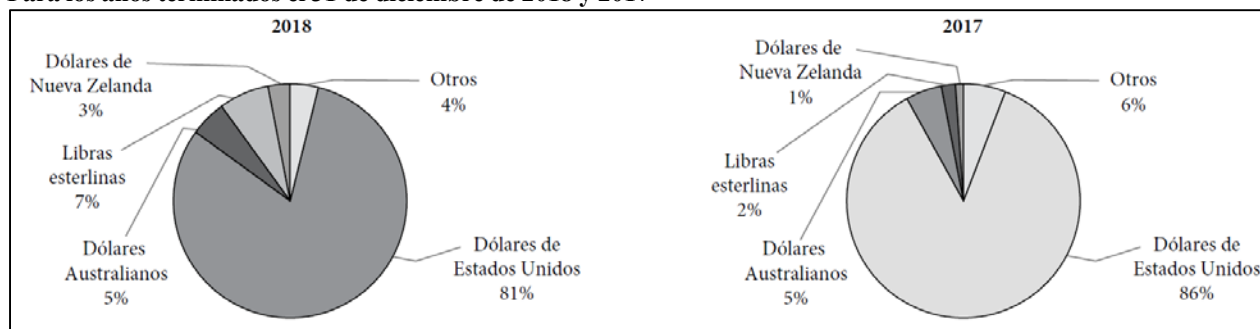 Para los años terminados el 31 de diciembre de 2018 y 2017
2018
Dólares de
Nueva Zelanda
3%
Otros
4%
Libras
esterlinas
7%
Dólares
Australianos
5%
Dólares de
Estados Unidos
81%
2017
Dólares de
Nueva Zelanda
1%
Otros
6%
Libras
esterlinas
2%
Dólares
Australianos
5%
Dólares de
Estados Unidos
86%